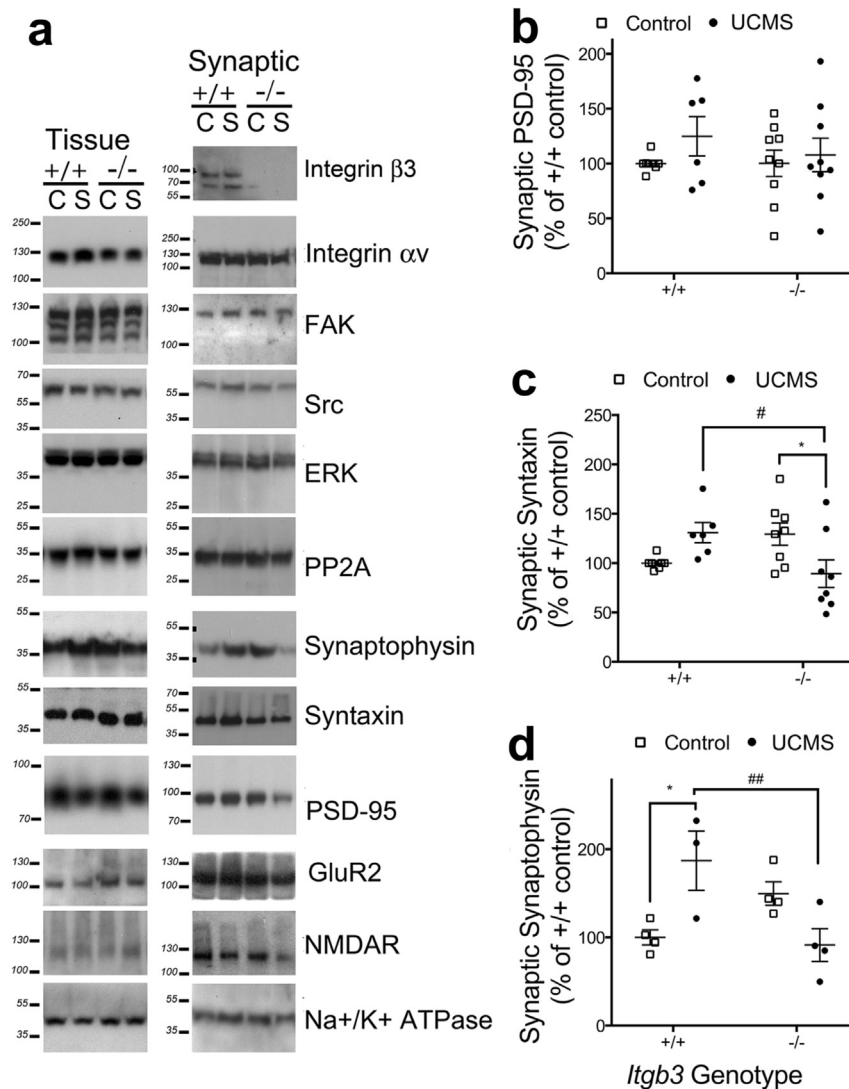 a
Synaptic
+/+ -/-
C S C S
Tissue
+/+ -/-
C S C S
100
70
55
Integrin β3
250
130
100
250
130
100
Integrin αv
130
100
130
100
FAK
70
55
35
55
35
Src
35
25
35
25
ERK
55
35
25
55
35
25
PP2A
55
35
55
35
Synaptophysin
55
35
70
55
35
Syntaxin
100
70
100
70
PSD-95
130
100
130
100
GluR2
130
100
130
100
NMDAR
55
35
55
35
Na+/K+ ATPase
b
Control UCMS
Synaptic PSD-95
(% of +/+ control)
200
150
100
50
0
+/+ -/-
c
Control UCMS
Synaptic Syntaxin
(% of +/+ control)
250
200
150
100
50
0
# *
+/+ -/-
d
Control UCMS
Synaptic Synaptophysin
(% of +/+ control)
200
100
0
* ##
+/+ -/-
Itgb3 Genotype